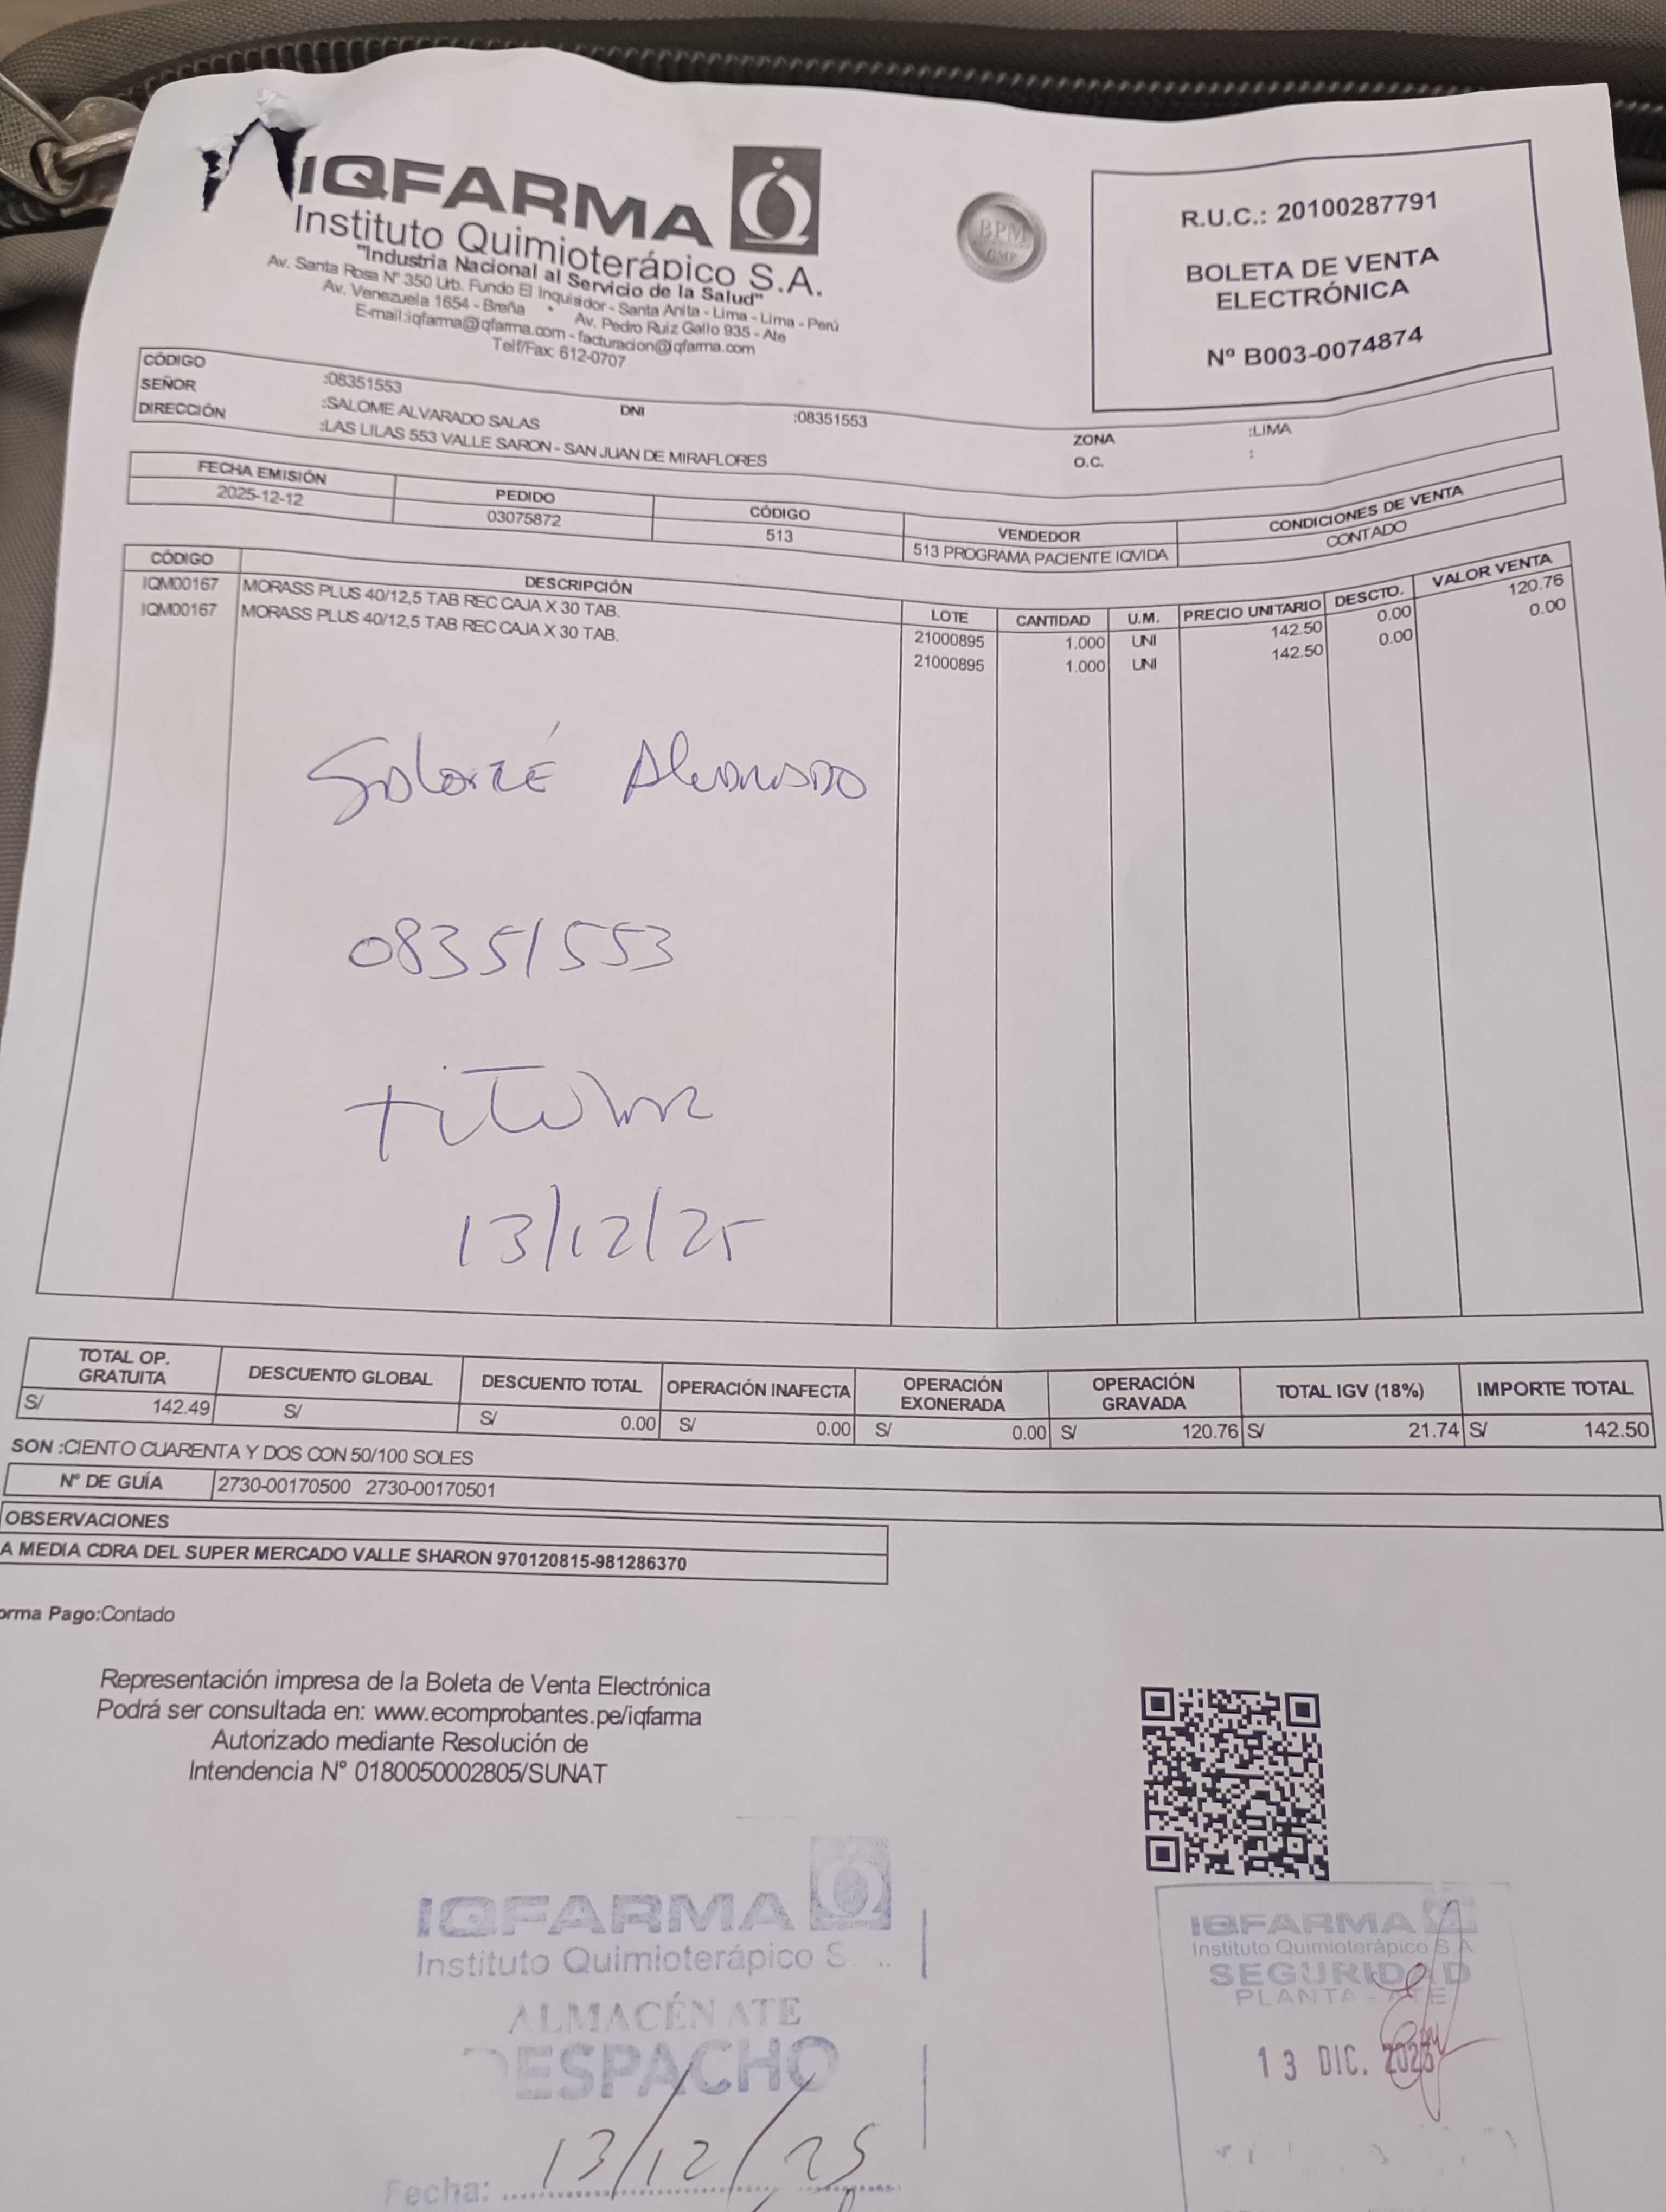 IQFARMA
Instituto Quimioterápico S.A.
"Industria Nacional al Servicio de la Salud"
Av. Santa Rosa N° 350 Urb. Fundo El Inquisidor - Santa Anita - Lima - Lima - Perú
Av. Venezuela 1654 - Breña • Av. Pedro Ruiz Gallo 935 - Ate
E-mail:iqfarma@iqfarma.com - facturacion@iqfarma.com
Telf/Fax: 612-0707
BPM
GMP
R.U.C.: 20100287791
BOLETA DE VENTA
ELECTRÓNICA
Nº B003-0074874
CÓDIGO :08351553
SEÑOR :SALOME ALVARADO SALAS DNI :08351553 ZONA :LIMA
DIRECCIÓN :LAS LILAS 553 VALLE SARON - SAN JUAN DE MIRAFLORES O.C. :
FECHA EMISIÓN PEDIDO CÓDIGO VENDEDOR CONDICIONES DE VENTA
2025-12-12 03075872 513 513 PROGRAMA PACIENTE IQVIDA CONTADO
CÓDIGO DESCRIPCIÓN LOTE CANTIDAD U.M. PRECIO UNITARIO DESCTO. VALOR VENTA
IQM00167 MORASS PLUS 40/12,5 TAB REC CAJA X 30 TAB. 21000895 1.000 UNI 142.50 0.00 120.76
IQM00167 MORASS PLUS 40/12,5 TAB REC CAJA X 30 TAB. 21000895 1.000 UNI 142.50 0.00 0.00
Salomé Alvarado
08351553
titular
13/12/25
TOTAL OP. GRATUITA DESCUENTO GLOBAL DESCUENTO TOTAL OPERACIÓN INAFECTA OPERACIÓN EXONERADA OPERACIÓN GRAVADA TOTAL IGV (18%) IMPORTE TOTAL
S/ 142.49 S/ S/ 0.00 S/ 0.00 S/ 0.00 S/ 120.76 S/ 21.74 S/ 142.50
SON :CIENTO CUARENTA Y DOS CON 50/100 SOLES
Nº DE GUÍA 2730-00170500 2730-00170501
OBSERVACIONES
A MEDIA CDRA DEL SUPER MERCADO VALLE SHARON 970120815-981286370
orma Pago:Contado
Representación impresa de la Boleta de Venta Electrónica
Podrá ser consultada en: www.ecomprobantes.pe/iqfarma
Autorizado mediante Resolución de
Intendencia N° 0180050002805/SUNAT
IQFARMA
Instituto Quimioterápico S.
ALMACÉN ATE
DESPACHO
Fecha: 13/12/25
IQFARMA
Instituto Quimioterápico S.A
SEGURIDAD
PLANTA - ATE
13 DIC. 2025